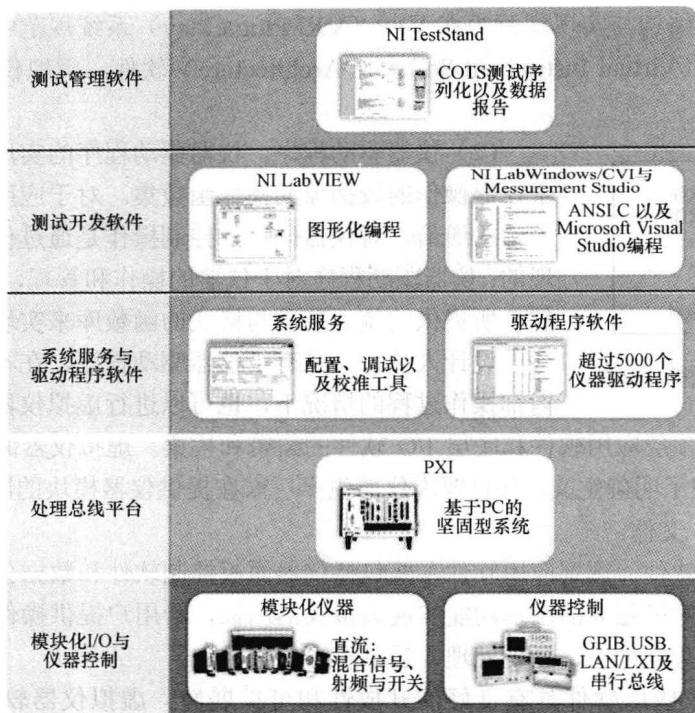 NI TestStand
测试管理软件
COTS测试序
列化以及数据
报告
NI LabVIEW
NI LabWindows/CVI与
Messurement Studio
测试开发软件
图形化编程
ANSI C 以及
Microsoft Visual
Studio编程
系统服务
驱动程序软件
系统服务与
驱动程序软件
配置、调试以
及校准工具
超过5000个
仪器驱动程序
PXI
处理总线平台
基于PC的
坚固型系统
模块化仪器
仪器控制
模块化I/O与
仪器控制
直流:
混合信号、
射频与开关
GPIB.USB.
LAN/LXI及
串行总线